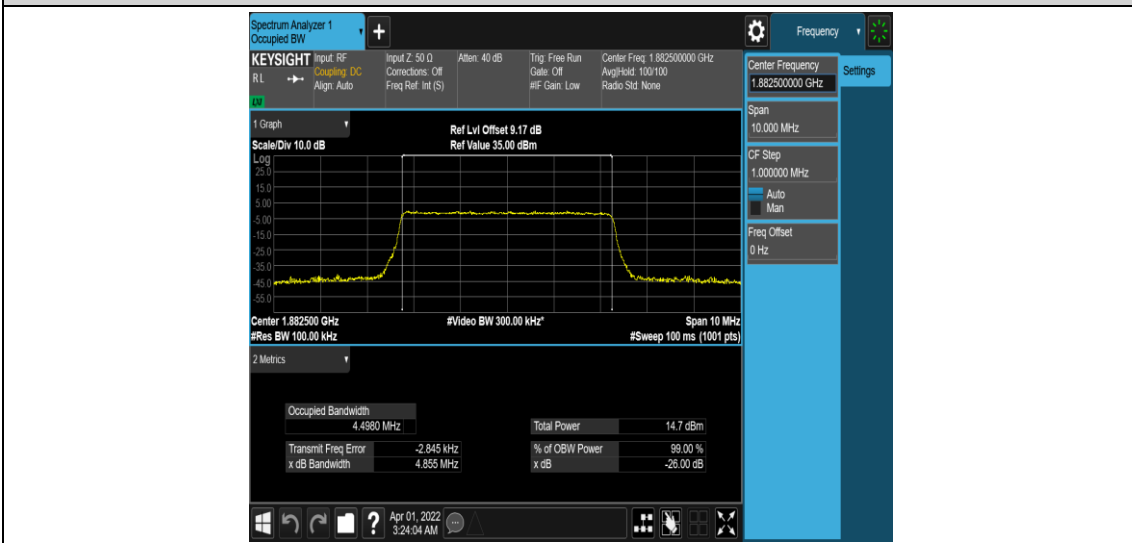 Spectrum Analyzer 1
Occupied BW
+
Frequency
KEYSIGHT
RL
LXI
Input: RF
Coupling: DC
Align: Auto
Input Z: 50 Ω
Corrections: Off
Freq Ref: Int (S)
Atten: 40 dB
Trig: Free Run
Gate: Off
#IF Gain: Low
Center Freq: 1.882500000 GHz
Avg|Hold: 100/100
Radio Std: None
Center Frequency
1.882500000 GHz
Settings
Span
10.000 MHz
CF Step
1.000000 MHz
Auto
Man
Freq Offset
0 Hz
1 Graph
Scale/Div 10.0 dB
Ref Lvl Offset 9.17 dB
Ref Value 35.00 dBm
Log
25.0
15.0
5.00
-5.00
-15.0
-25.0
-35.0
-45.0
-55.0
Center 1.882500 GHz
#Video BW 300.00 kHz*
Span 10 MHz
#Res BW 100.00 kHz
#Sweep 100 ms (1001 pts)
2 Metrics
Occupied Bandwidth
4.4980 MHz
Total Power 14.7 dBm
Transmit Freq Error -2.845 kHz
% of OBW Power 99.00 %
x dB Bandwidth 4.855 MHz
x dB -26.00 dB
?
Apr 01, 2022
3:24:04 AM